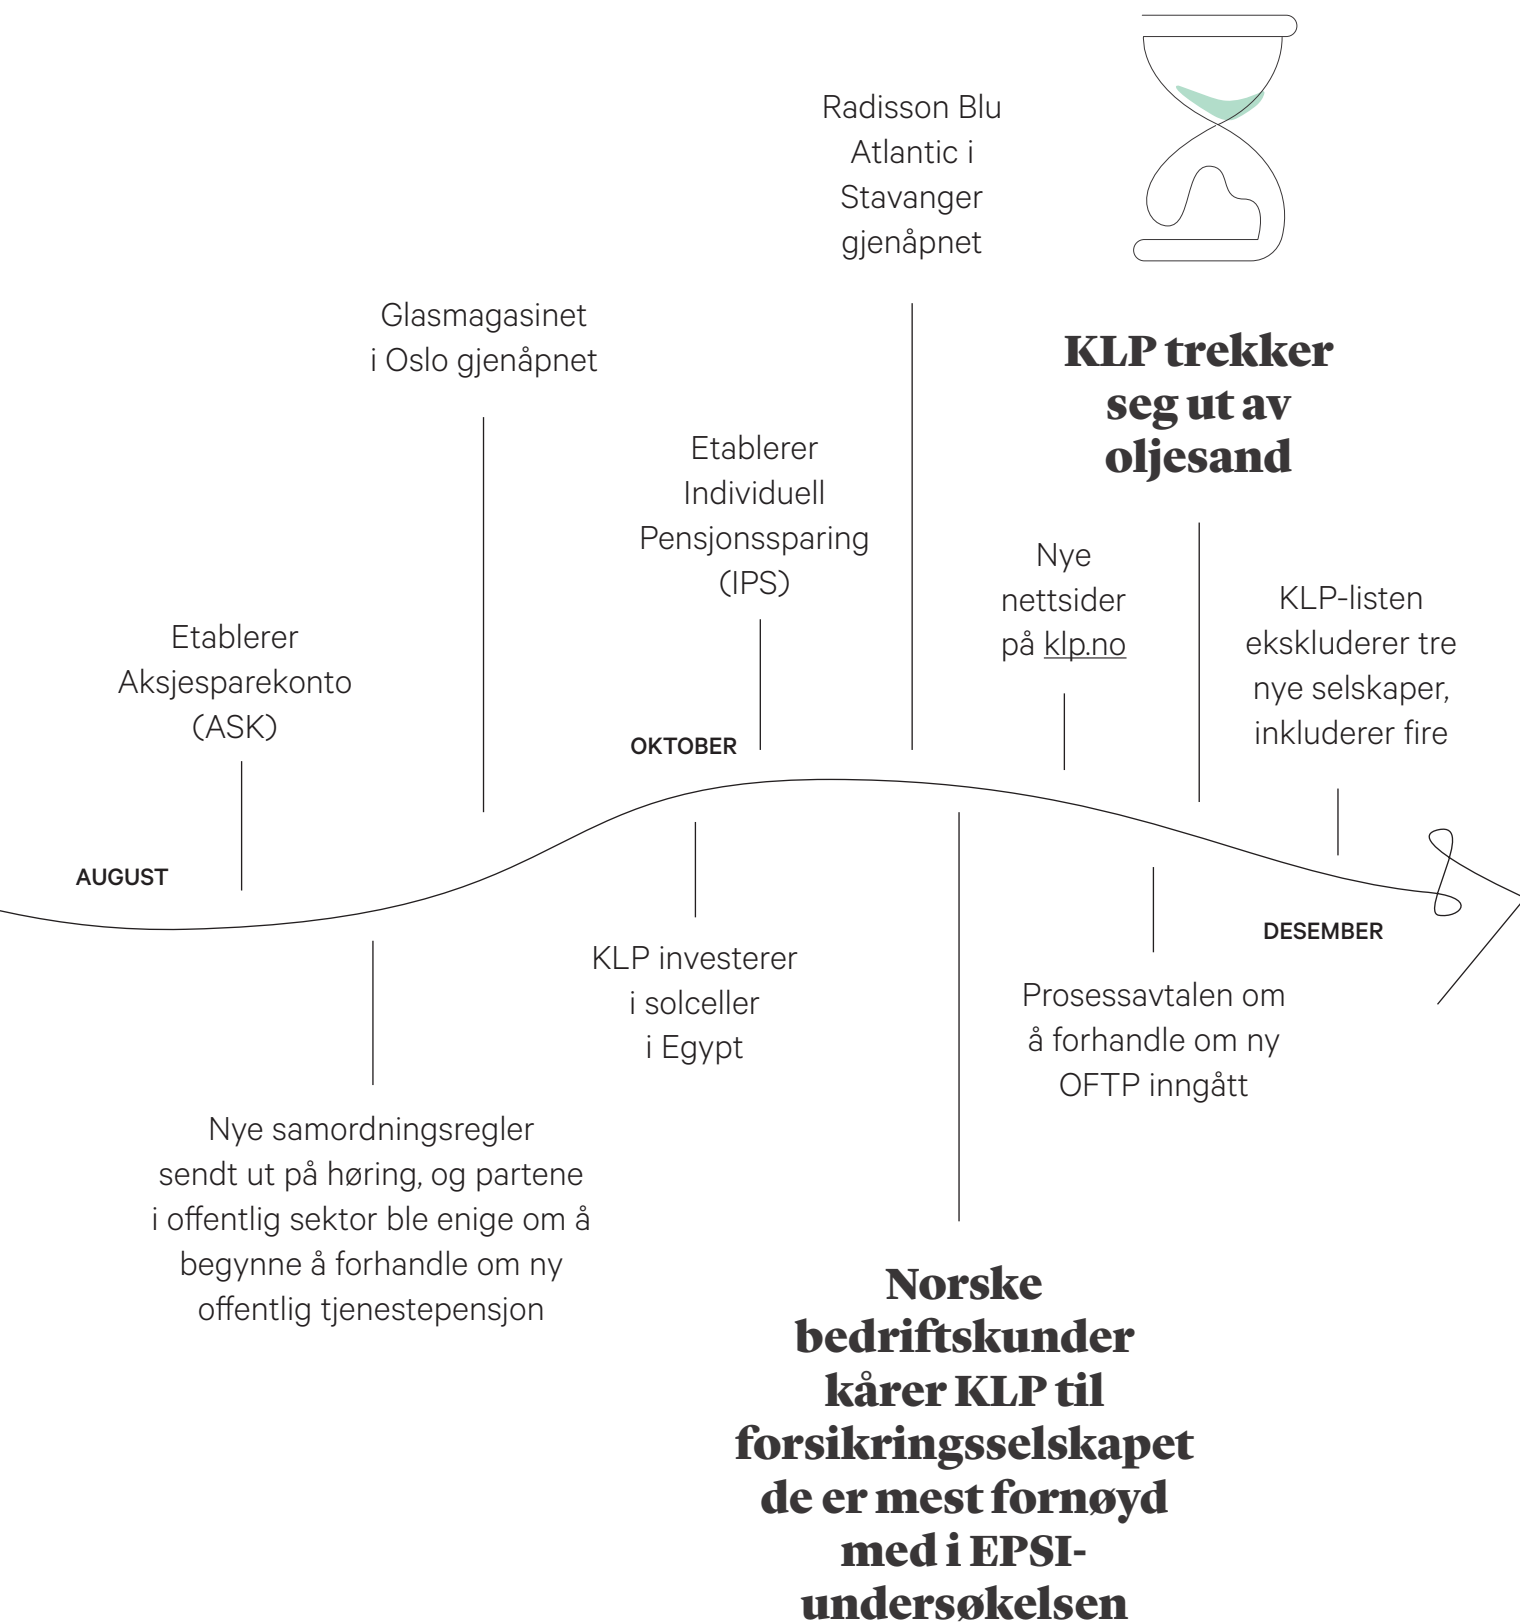 Radisson Blu
Atlantic i
Stavanger
gjenåpnet
Glasmagasinet
i Oslo gjenåpnet
KLP trekker
seg ut av
oljesand
Etablerer
Individuell
Pensjonssparing
(IPS)
Nye
nettsider
på klp.no
KLP-listen
ekskluderer tre
nye selskaper,
inkluderer fire
Etablerer
Aksjesparekonto
(ASK)
OKTOBER
AUGUST
DESEMBER
KLP investerer
i solceller
i Egypt
Prosessavtalen om
å forhandle om ny
OFTP inngått
Nye samordningsregler
sendt ut på høring, og partene
i offentlig sektor ble enige om å
begynne å forhandle om ny
offentlig tjenestepensjon
Norske
bedriftskunder
kårer KLP til
forsikringsselskapet
de er mest fornøyd
med i EPSI-
undersøkelsen